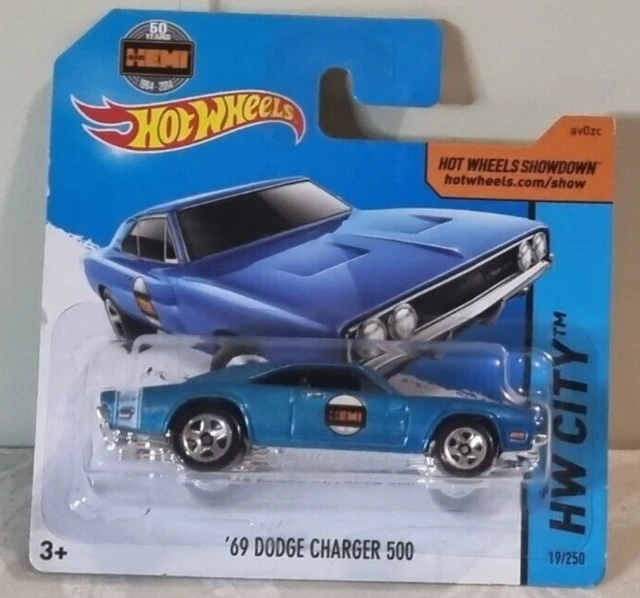 50
YEARS
HEMI
1964 - 2014
HOT WHEELS
av0zc
HOT WHEELS SHOWDOWN™
hotwheels.com/show
HEMI
HW CITY™
3+
'69 DODGE CHARGER 500
19/250